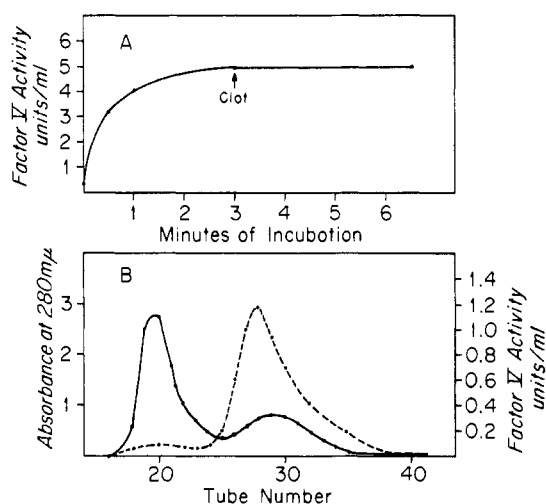 A
Factor V Activity
units/ml
6
5
4
3
2
1
Clot
1 2 3 4 5 6
Minutes of Incubotion
B
Absorbance at 280mμ
3
2
1
Factor V Activity
units/ml
1.4
1.2
1.0
0.8
0.6
0.4
0.2
20 30 40
Tube Number